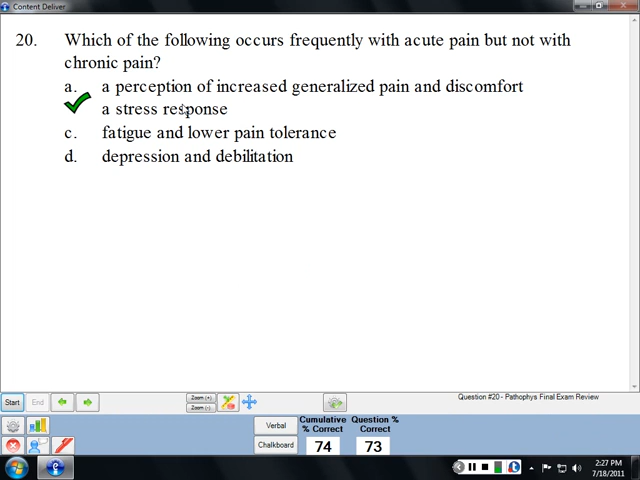 Content Deliver
20. Which of the following occurs frequently with acute pain but not with
chronic pain?
a. a perception of increased generalized pain and discomfort
a stress response
c. fatigue and lower pain tolerance
d. depression and debilitation
Start
End
Zoom (+)
Zoom (-)
Question #20 - Pathophys Final Exam Review
Verbal
Chalkboard
Cumulative
% Correct
74
Question %
Correct
73
2:27 PM
7/18/2011